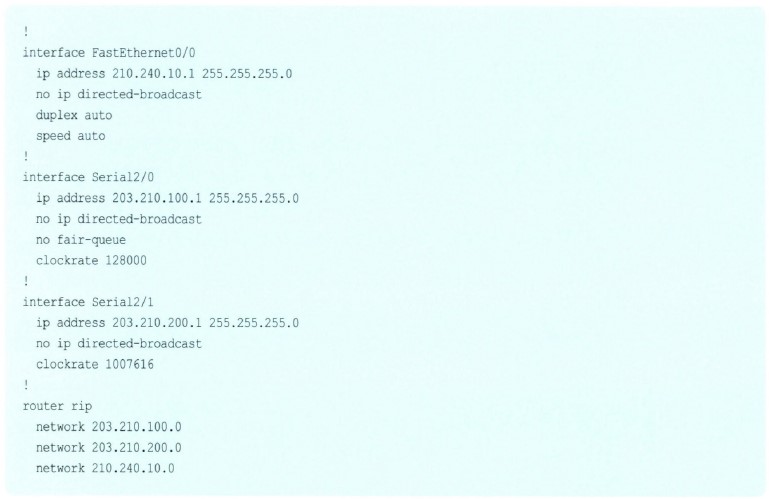 !
interface FastEthernet0/0
ip address 210.240.10.1 255.255.255.0
no ip directed-broadcast
duplex auto
speed auto
!
interface Serial2/0
ip address 203.210.100.1 255.255.255.0
no ip directed-broadcast
no fair-queue
clockrate 128000
!
interface Serial2/1
ip address 203.210.200.1 255.255.255.0
no ip directed-broadcast
clockrate 1007616
!
router rip
network 203.210.100.0
network 203.210.200.0
network 210.240.10.0